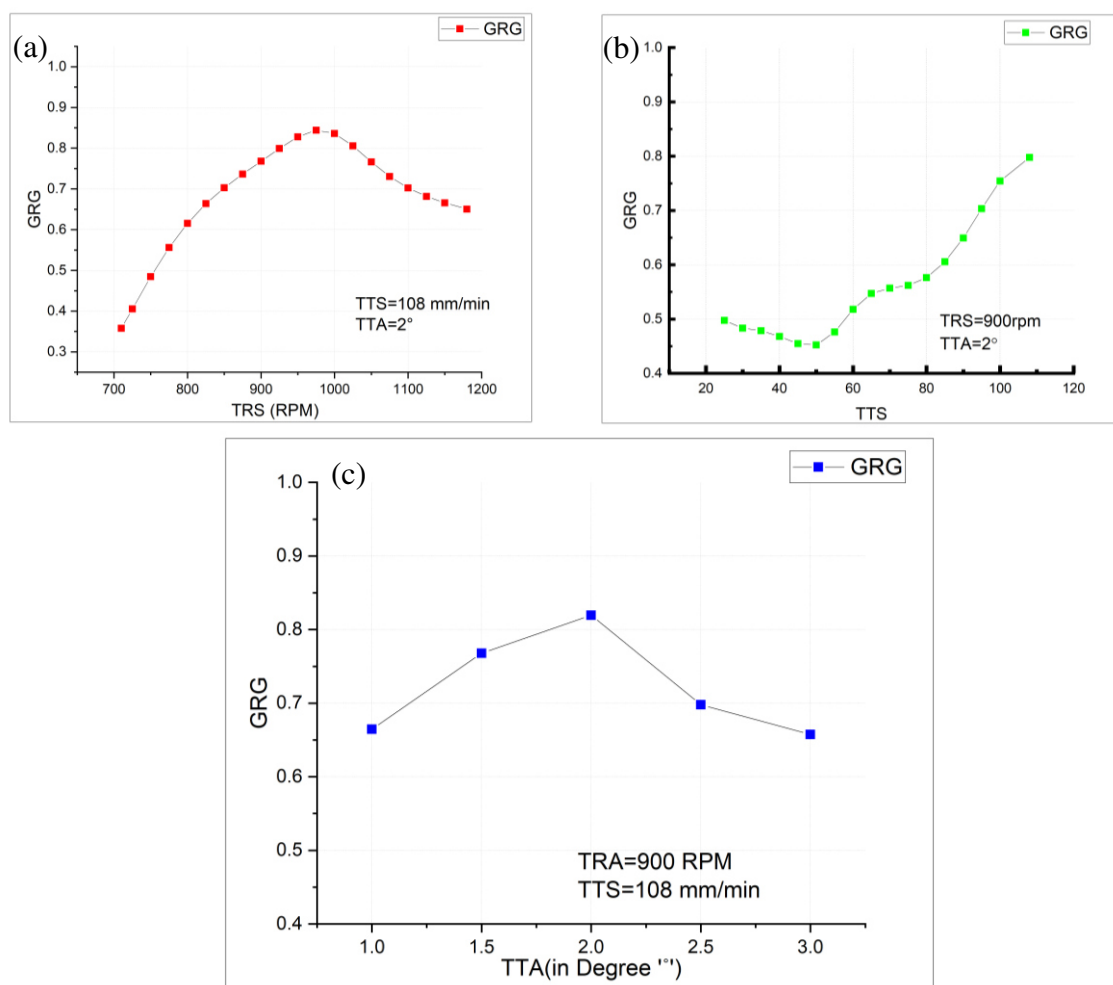 (a)
GRG
1.0
0.9
0.8
0.7
0.6
0.5
0.4
0.3
GRG
TTS=108 mm/min
TTA=2°
700 800 900 1000 1100 1200
TRS (RPM)
(b)
GRG
1.0
0.9
0.8
0.7
0.6
0.5
0.4
GRG
TRS=900rpm
TTA=2°
20 40 60 80 100 120
TTS
(c)
GRG
1.0
0.9
0.8
0.7
0.6
0.5
0.4
GRG
TRA=900 RPM
TTS=108 mm/min
1.0 1.5 2.0 2.5 3.0
TTA(in Degree '°')